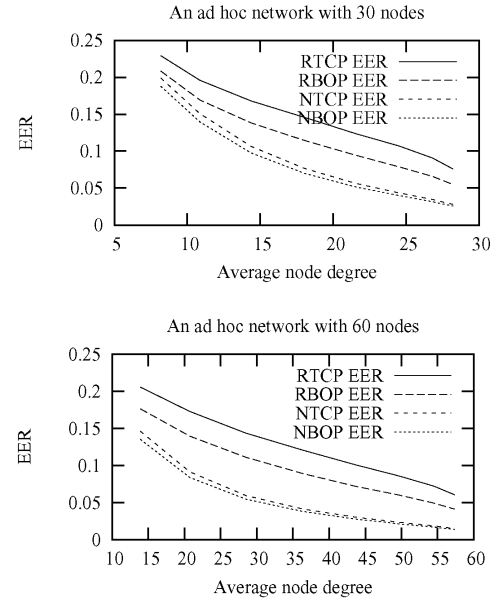 An ad hoc network with 30 nodes
0.25
0.2
0.15
0.1
0.05
0
EER
RTCP EER
RBOP EER
NTCP EER
NBOP EER
5 10 15 20 25 30
Average node degree
An ad hoc network with 60 nodes
0.25
0.2
0.15
0.1
0.05
0
EER
RTCP EER
RBOP EER
NTCP EER
NBOP EER
10 15 20 25 30 35 40 45 50 55 60
Average node degree